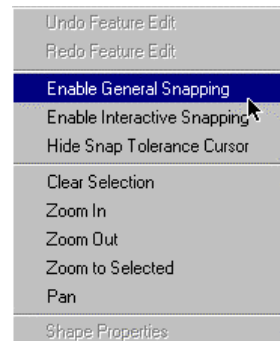 Undo Feature Edit
Redo Feature Edit
Enable General Snapping
Enable Interactive Snapping
Hide Snap Tolerance Cursor
Clear Selection
Zoom In
Zoom Out
Zoom to Selected
Pan
Shape Properties